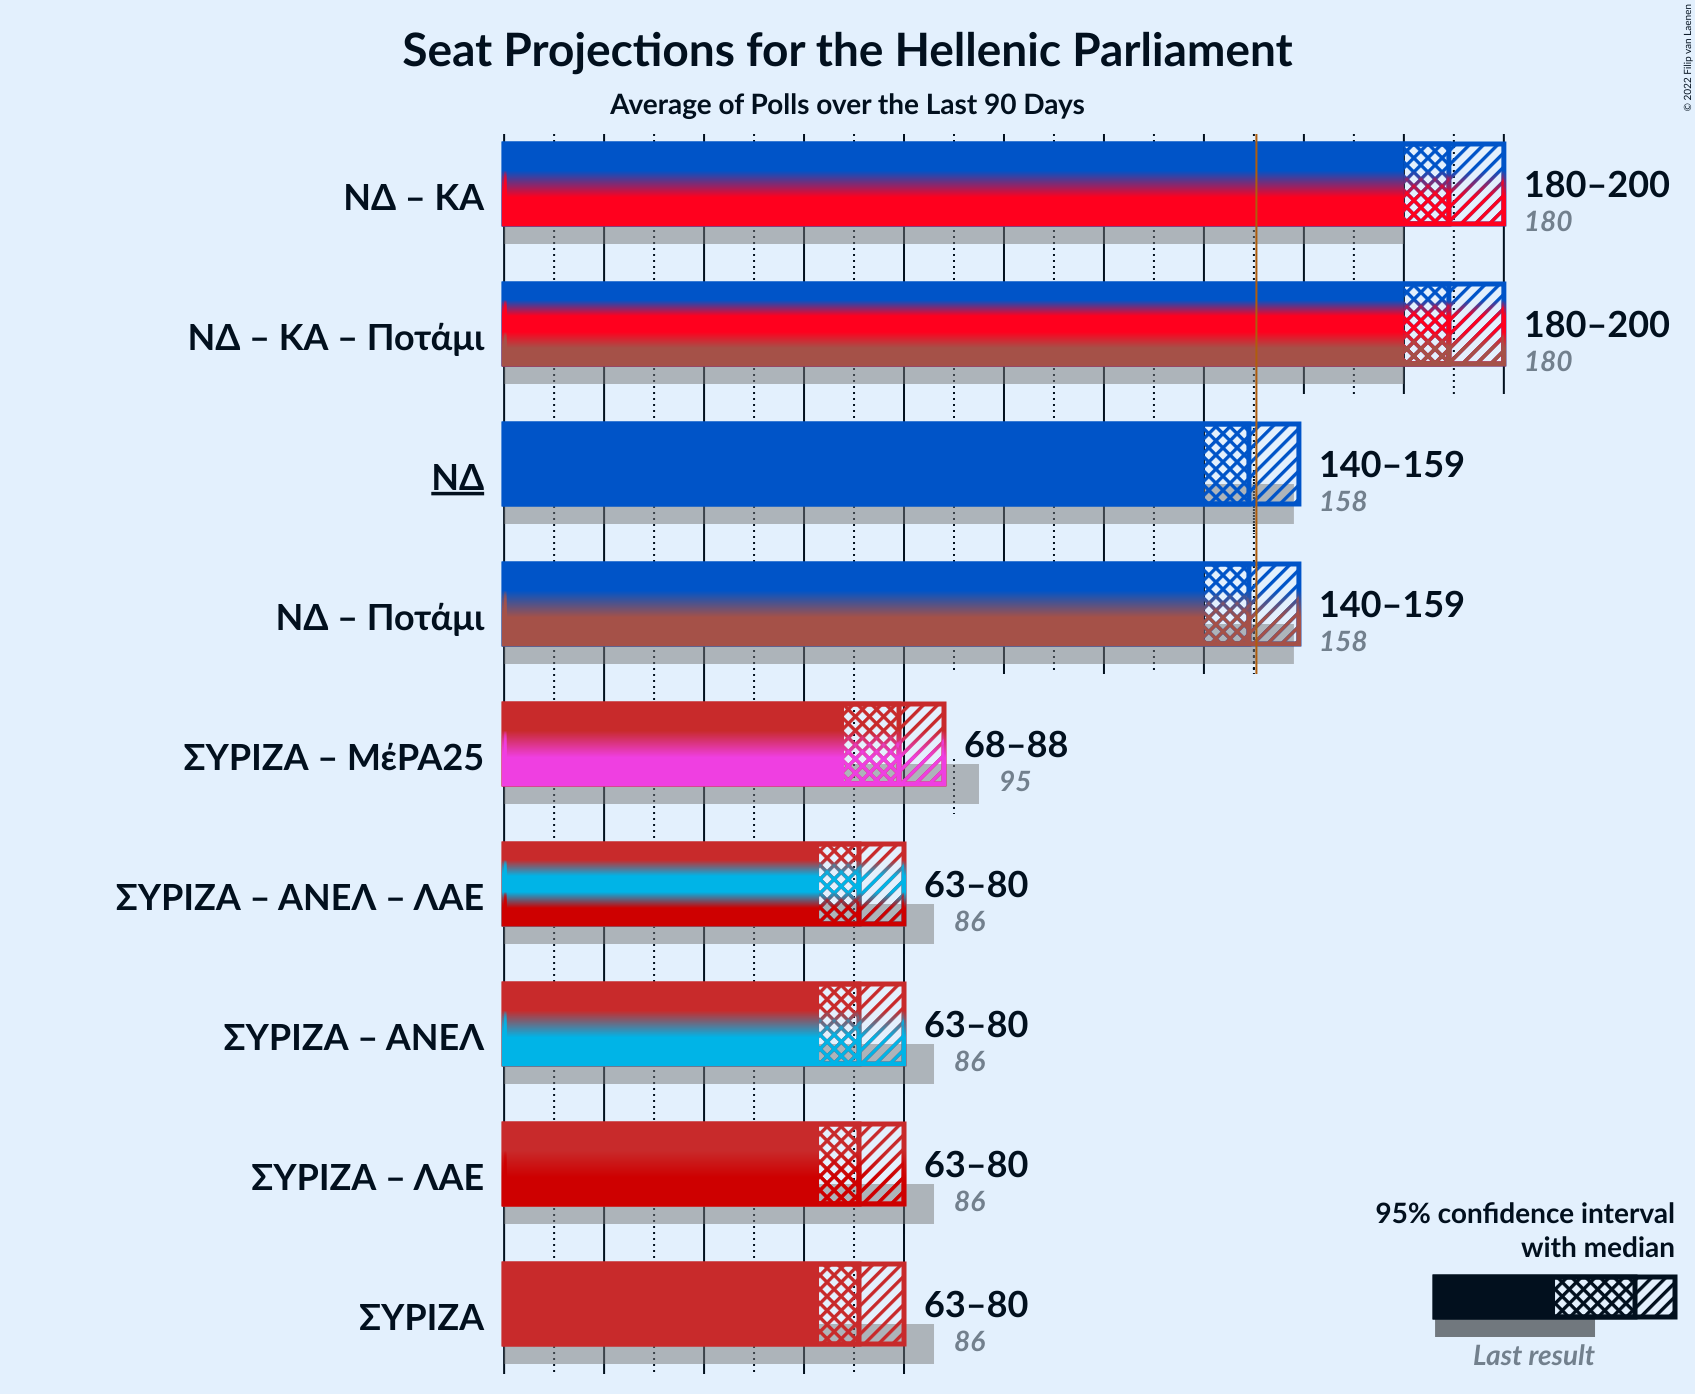 Seat Projections for the Hellenic Parliament
Average of Polls over the Last 90 Days
© 2022 Filip van Laenen
ΝΔ – ΚΑ
180–200
180
ΝΔ – ΚΑ – Ποτάμι
180–200
180
ΝΔ
140–159
158
ΝΔ – Ποτάμι
140–159
158
ΣΥΡΙΖΑ – ΜέΡΑ25
68–88
95
ΣΥΡΙΖΑ – ΑΝΕΛ – ΛΑΕ
63–80
86
ΣΥΡΙΖΑ – ΑΝΕΛ
63–80
86
ΣΥΡΙΖΑ – ΛΑΕ
63–80
86
ΣΥΡΙΖΑ
63–80
86
95% confidence interval
with median
Last result